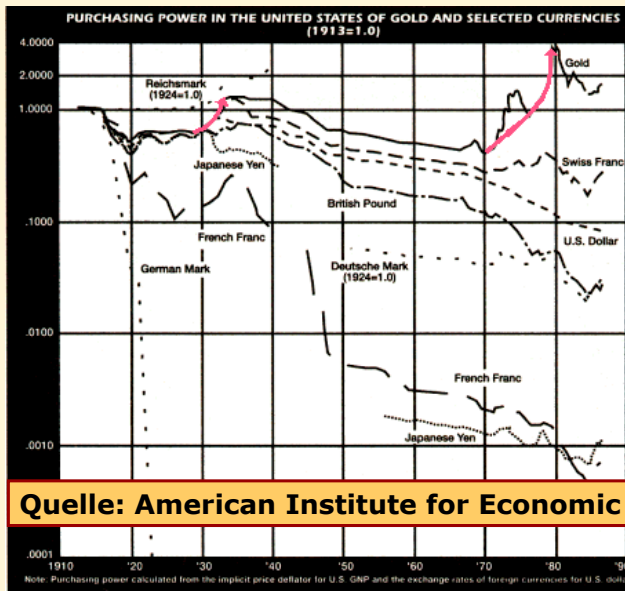 PURCHASING POWER IN THE UNITED STATES OF GOLD AND SELECTED CURRENCIES
(1913=1.0)
4.0000
2.0000
1.0000
.1000
.0100
.0010
.0001
Reichsmark
(1924=1.0)
Gold
Japanese Yen
Swiss Franc
British Pound
French Franc
U.S. Dollar
German Mark
Deutsche Mark
(1924=1.0)
French Franc
Japanese Yen
Quelle: American Institute for Economic
1910 '20 '30 '40 '50 '60 '70 '80 '90
Note: Purchasing power calculated from the implicit price deflator for U.S. GNP and the exchange rates of foreign currencies for U.S.